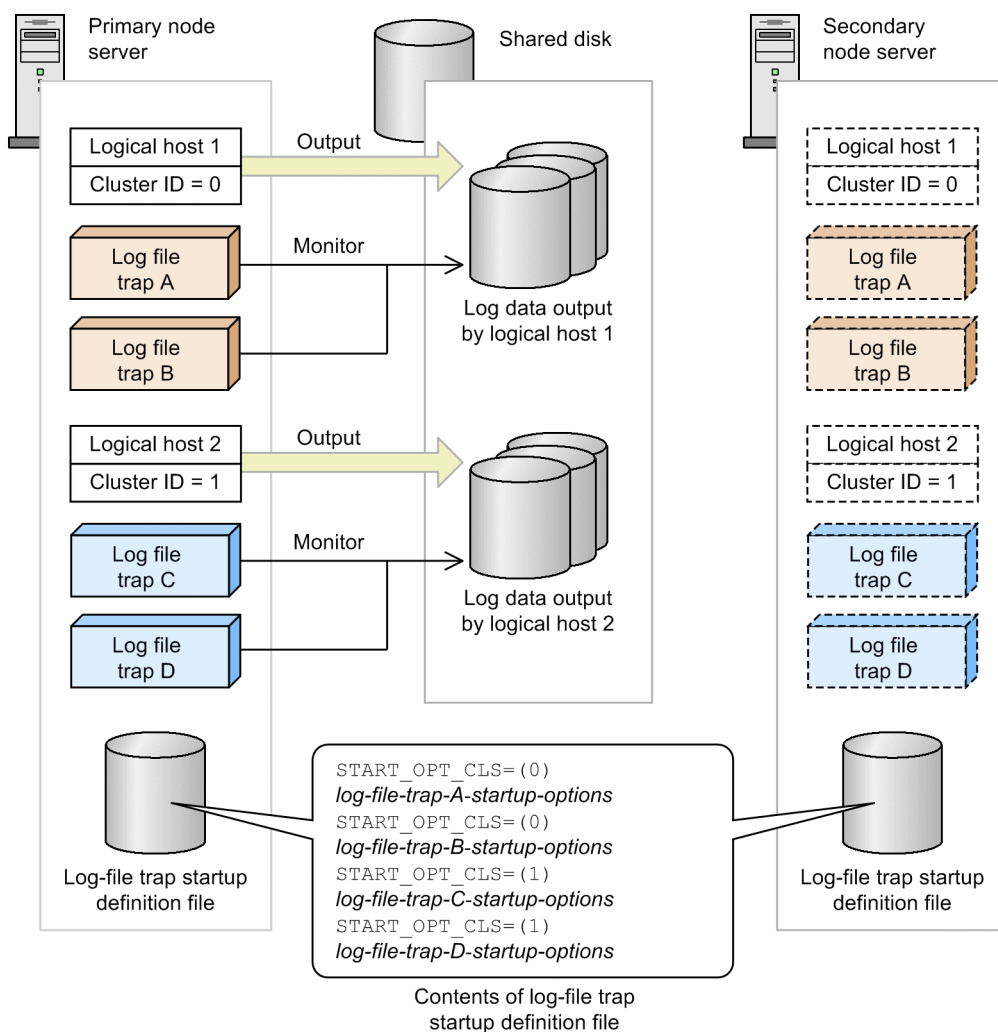 Primary node
server
Shared disk
Secondary
node server
Logical host 1
Cluster ID = 0
Output
Log file
trap A
Monitor
Log file
trap B
Log data output
by logical host 1
Logical host 2
Cluster ID = 1
Output
Log file
trap C
Monitor
Log file
trap D
Log data output
by logical host 2
Logical host 1
Cluster ID = 0
Log file
trap A
Log file
trap B
Logical host 2
Cluster ID = 1
Log file
trap C
Log file
trap D
Log-file trap startup
definition file
START_OPT_CLS=(0)
log-file-trap-A-startup-options
START_OPT_CLS=(0)
log-file-trap-B-startup-options
START_OPT_CLS=(1)
log-file-trap-C-startup-options
START_OPT_CLS=(1)
log-file-trap-D-startup-options
Log-file trap startup
definition file
Contents of log-file trap
startup definition file